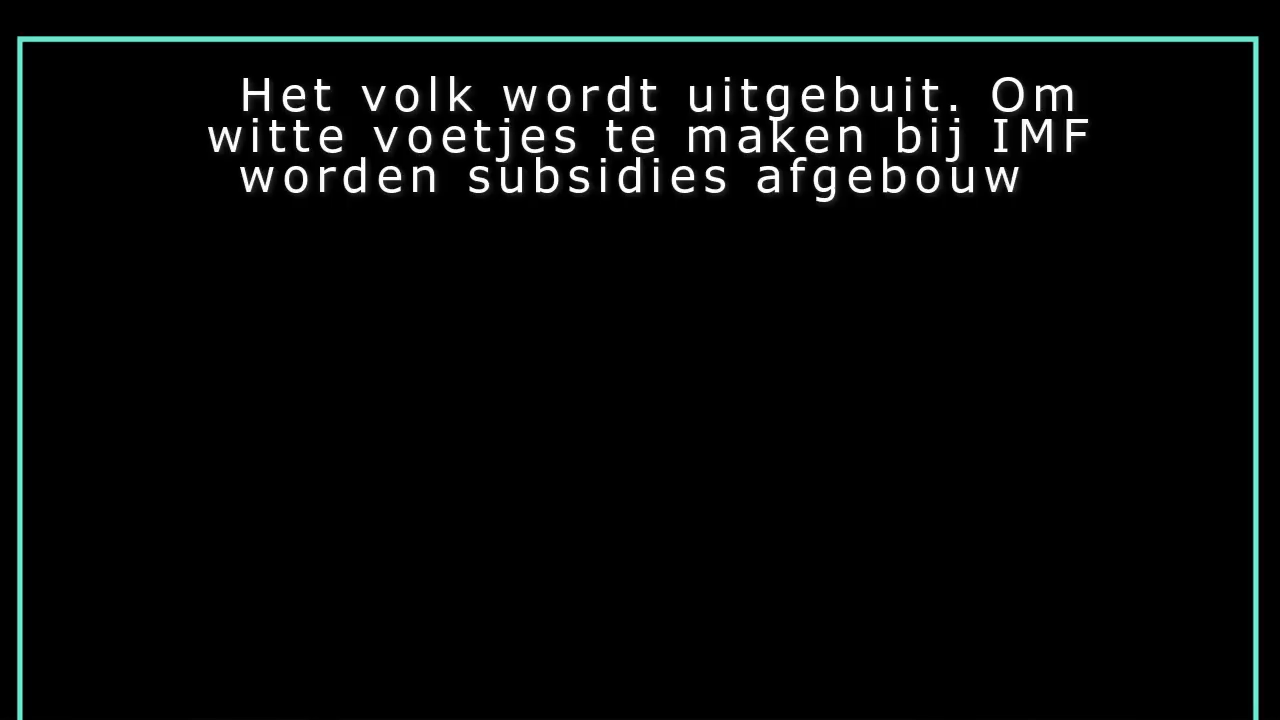 Het volk wordt uitgebuit. Om
witte voetjes te maken bij IMF
worden subsidies afgebouw